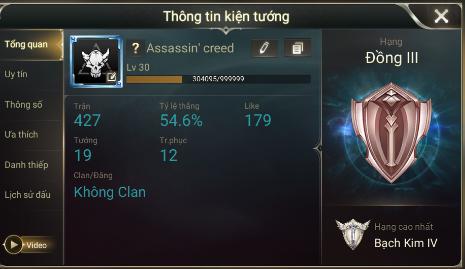 Thông tin kiện tướng
Tổng quan
Uy tín
Thông số
Ưa thích
Danh thiếp
Lịch sử đấu
Video
? Assassin' creed
Lv 30
304095/999999
Trận
Tỷ lệ thắng
Like
427
54.6%
179
Tướng
Tr.phục
19
12
Clan/Đảng
Không Clan
Hạng
Đồng III
Hạng cao nhất
Bạch Kim IV